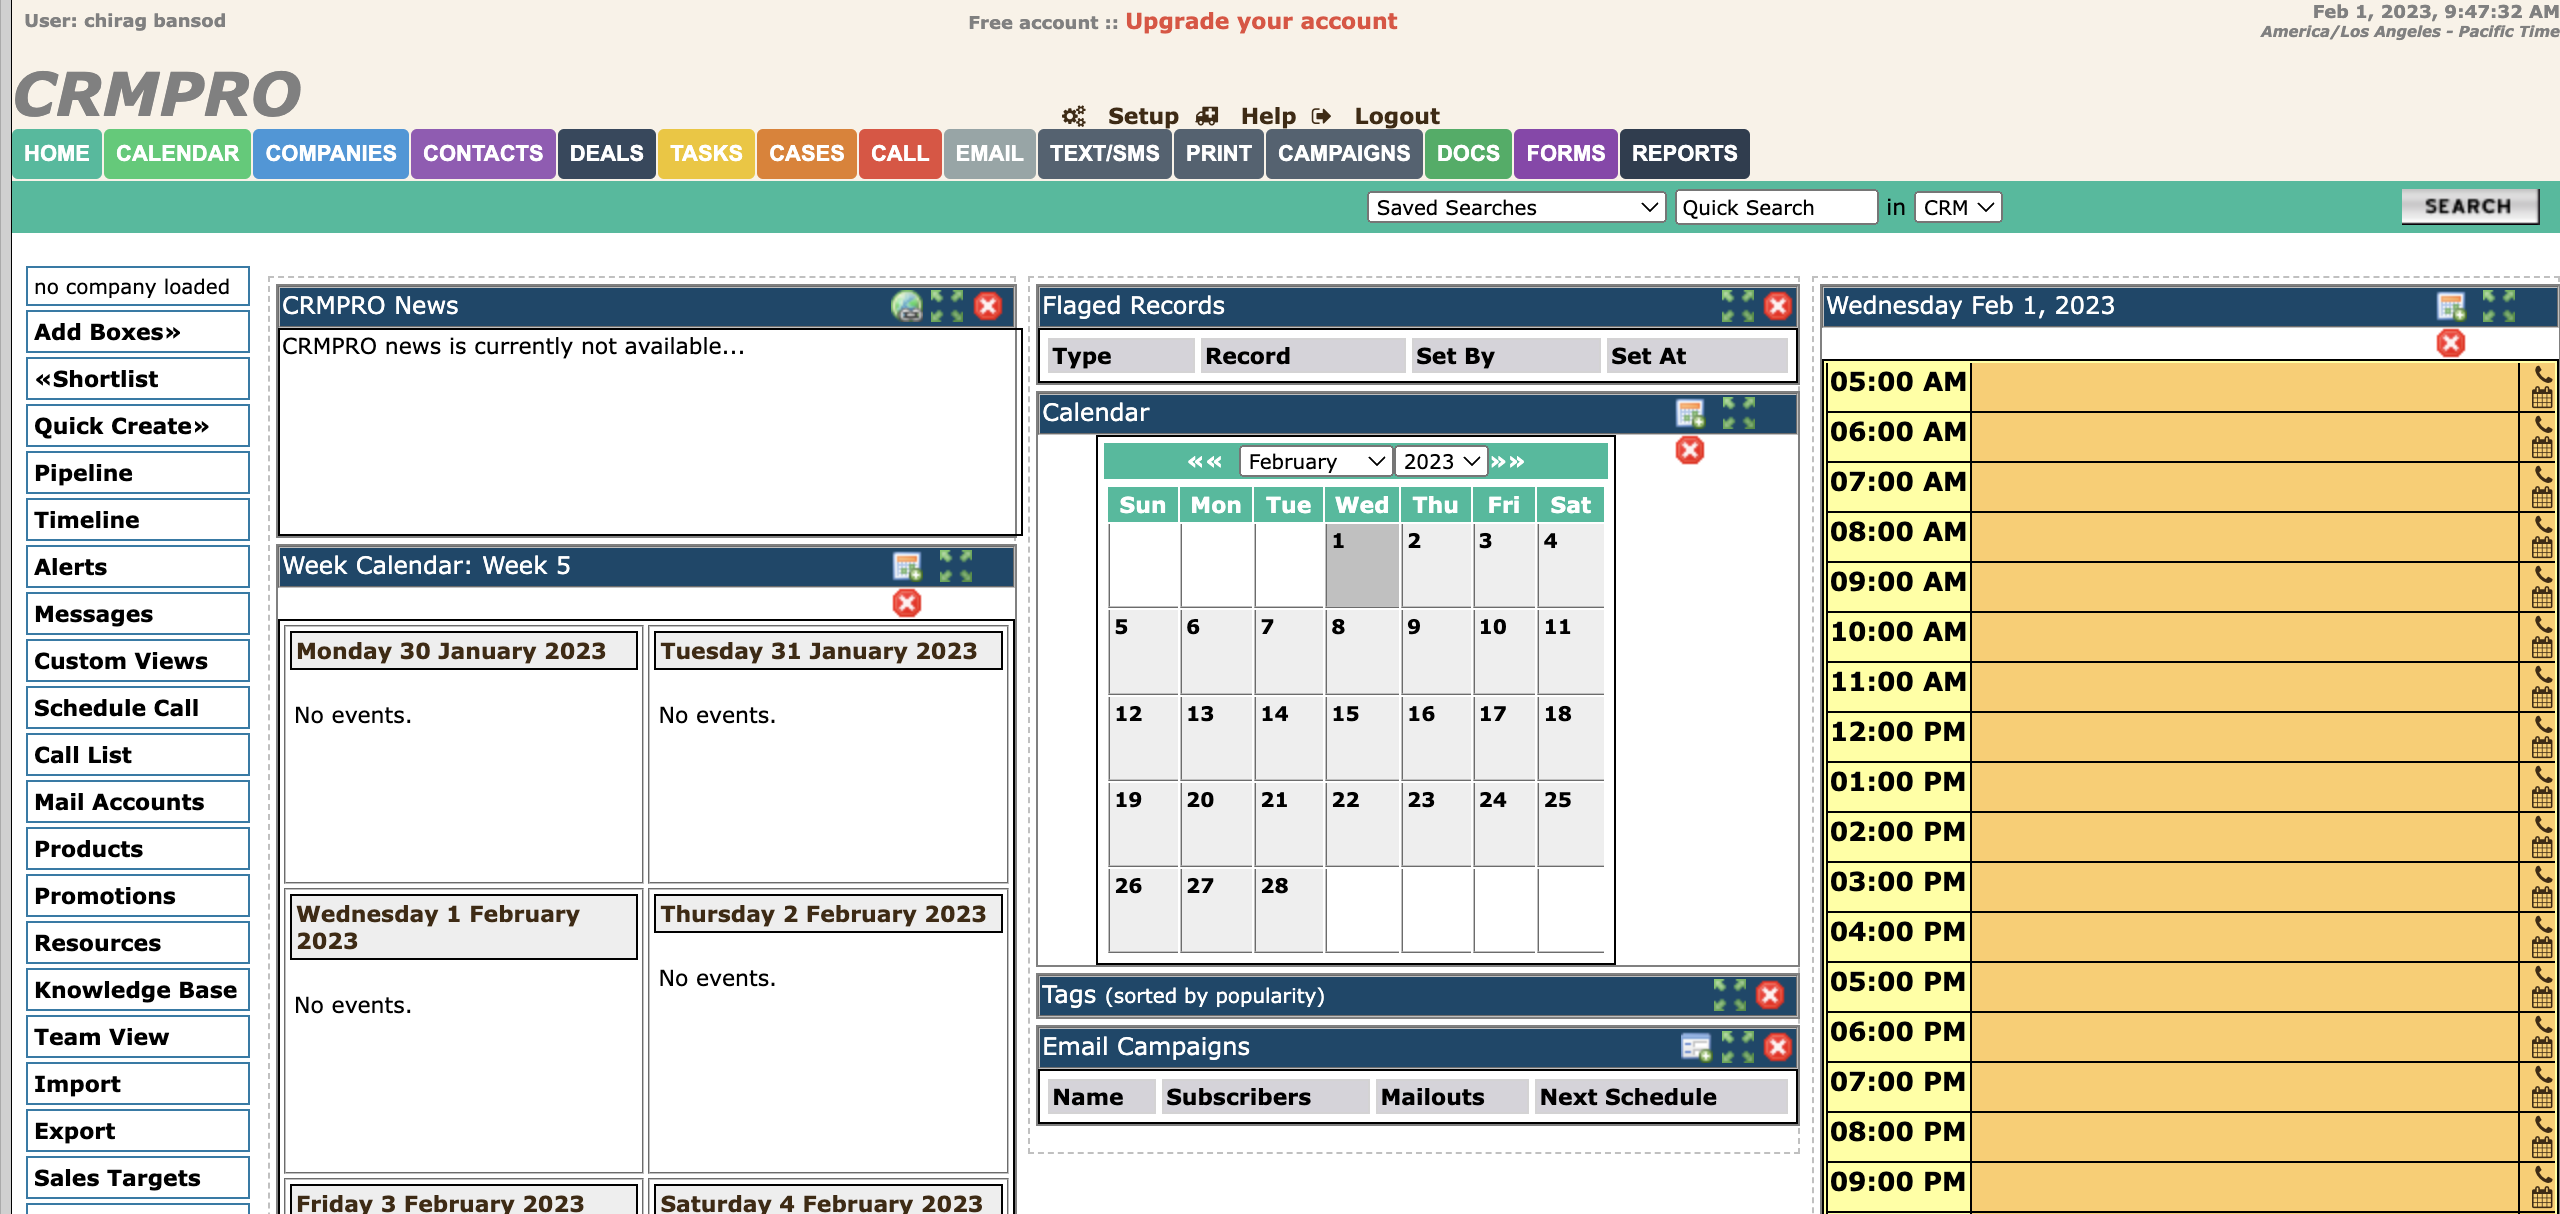 User: chirag bansod
Free account :: Upgrade your account
Feb 1, 2023, 9:47:32 AM
America/Los Angeles - Pacific Time
CRMPRO
Setup Help Logout
HOME CALENDAR COMPANIES CONTACTS DEALS TASKS CASES CALL EMAIL TEXT/SMS PRINT CAMPAIGNS DOCS FORMS REPORTS
Saved Searches Quick Search in CRM SEARCH
no company loaded
Add Boxes»
«Shortlist
Quick Create»
Pipeline
Timeline
Alerts
Messages
Custom Views
Schedule Call
Call List
Mail Accounts
Products
Promotions
Resources
Knowledge Base
Team View
Import
Export
Sales Targets
CRMPRO News
CRMPRO news is currently not available...
Week Calendar: Week 5
Monday 30 January 2023
No events.
Tuesday 31 January 2023
No events.
Wednesday 1 February
2023
No events.
Thursday 2 February 2023
No events.
Friday 3 February 2023
Saturday 4 February 2023
Flaged Records
Type Record Set By Set At
Calendar
«« February 2023 »»
Sun Mon Tue Wed Thu Fri Sat
1 2 3 4
5 6 7 8 9 10 11
12 13 14 15 16 17 18
19 20 21 22 23 24 25
26 27 28
Tags (sorted by popularity)
Email Campaigns
Name Subscribers Mailouts Next Schedule
Wednesday Feb 1, 2023
05:00 AM
06:00 AM
07:00 AM
08:00 AM
09:00 AM
10:00 AM
11:00 AM
12:00 PM
01:00 PM
02:00 PM
03:00 PM
04:00 PM
05:00 PM
06:00 PM
07:00 PM
08:00 PM
09:00 PM